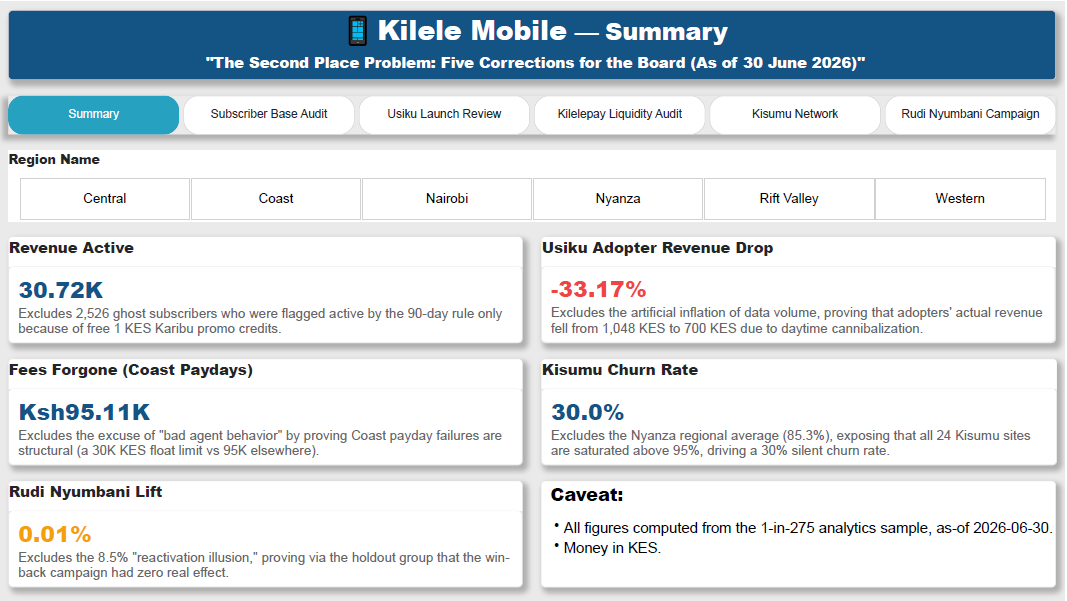 Kilele Mobile — Summary
"The Second Place Problem: Five Corrections for the Board (As of 30 June 2026)"
Summary
Subscriber Base Audit
Usiku Launch Review
Kilelepay Liquidity Audit
Kisumu Network
Rudi Nyumbani Campaign
Region Name
Central
Coast
Nairobi
Nyanza
Rift Valley
Western
Revenue Active
30.72K
Excludes 2,526 ghost subscribers who were flagged active by the 90-day rule only
because of free 1 KES Karibu promo credits.
Usiku Adopter Revenue Drop
-33.17%
Excludes the artificial inflation of data volume, proving that adopters' actual revenue
fell from 1,048 KES to 700 KES due to daytime cannibalization.
Fees Forgone (Coast Paydays)
Ksh95.11K
Excludes the excuse of "bad agent behavior" by proving Coast payday failures are
structural (a 30K KES float limit vs 95K elsewhere).
Kisumu Churn Rate
30.0%
Excludes the Nyanza regional average (85.3%), exposing that all 24 Kisumu sites
are saturated above 95%, driving a 30% silent churn rate.
Rudi Nyumbani Lift
0.01%
Excludes the 8.5% "reactivation illusion," proving via the holdout group that the win-
back campaign had zero real effect.
Caveat:
• All figures computed from the 1-in-275 analytics sample, as-of 2026-06-30.
• Money in KES.